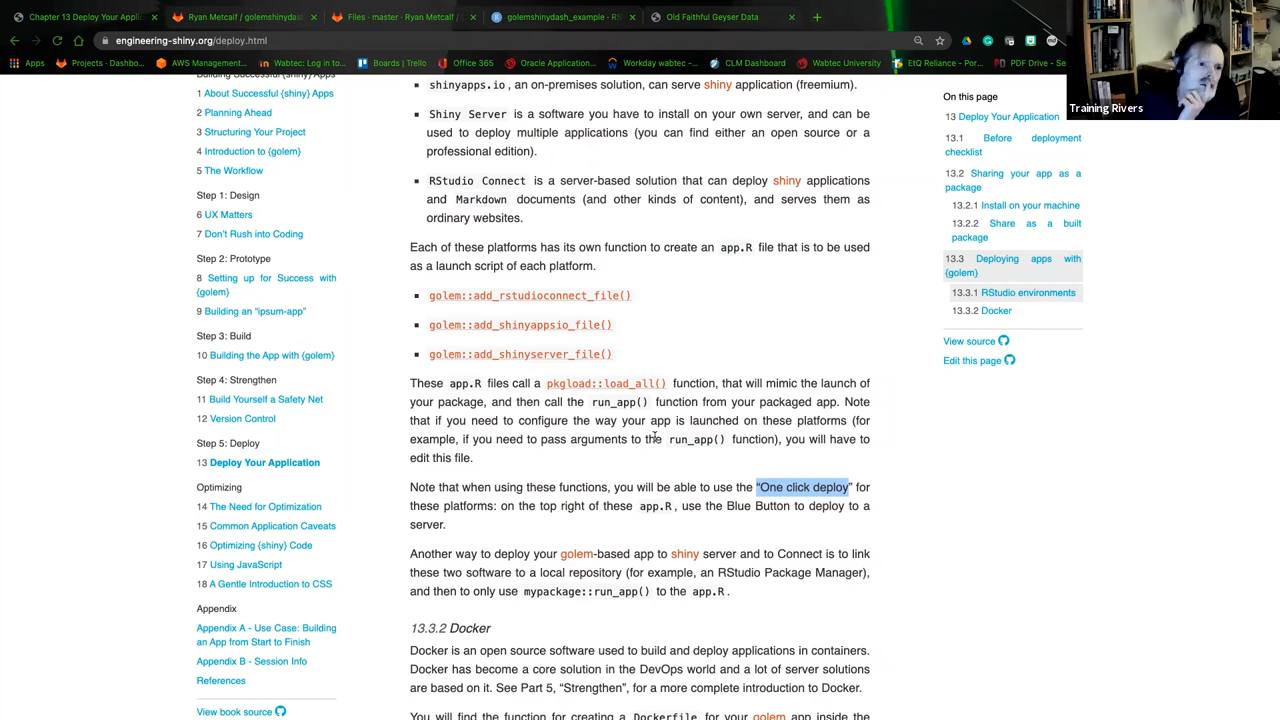 Chapter 13 Deploy Your Applic
Ryan Metcalf / golemshinydash
Files · master · Ryan Metcalf /
golemshinydash_example - RS
Old Faithful Geyser Data
engineering-shiny.org/deploy.html
Apps
Projects · Dashbo...
AWS Management...
Wabtec: Log in to...
Boards | Trello
Office 365
Oracle Application...
Workday wabtec -...
CLM Dashboard
Wabtec University
EtQ Reliance - Por...
PDF Drive - Se
Training Rivers
Building Successful {shiny} Apps
1 About Successful {shiny} Apps
2 Planning Ahead
3 Structuring Your Project
4 Introduction to {golem}
5 The Workflow
Step 1: Design
6 UX Matters
7 Don't Rush into Coding
Step 2: Prototype
8 Setting up for Success with
{golem}
9 Building an “ipsum-app”
Step 3: Build
10 Building the App with {golem}
Step 4: Strengthen
11 Build Yourself a Safety Net
12 Version Control
Step 5: Deploy
13 Deploy Your Application
Optimizing
14 The Need for Optimization
15 Common Application Caveats
16 Optimizing {shiny} Code
17 Using JavaScript
18 A Gentle Introduction to CSS
Appendix
Appendix A - Use Case: Building
an App from Start to Finish
Appendix B - Session Info
References
View book source
shinyapps.io, an on-premises solution, can serve shiny application (freemium).
Shiny Server is a software you have to install on your own server, and can be
used to deploy multiple applications (you can find either an open source or a
professional edition).
RStudio Connect is a server-based solution that can deploy shiny applications
and Markdown documents (and other kinds of content), and serves them as
ordinary websites.
Each of these platforms has its own function to create an app.R file that is to be used
as a launch script of each platform.
golem::add_rstudioconnect_file()
golem::add_shinyappsio_file()
golem::add_shinyserver_file()
These app.R files call a pkgload::load_all() function, that will mimic the launch of
your package, and then call the run_app() function from your packaged app. Note
that if you need to configure the way your app is launched on these platforms (for
example, if you need to pass arguments to the run_app() function), you will have to
edit this file.
Note that when using these functions, you will be able to use the “One click deploy” for
these platforms: on the top right of these app.R, use the Blue Button to deploy to a
server.
Another way to deploy your golem-based app to shiny server and to Connect is to link
these two software to a local repository (for example, an RStudio Package Manager),
and then to only use mypackage::run_app() to the app.R.
13.3.2 Docker
Docker is an open source software used to build and deploy applications in containers.
Docker has become a core solution in the DevOps world and a lot of server solutions
are based on it. See Part 5, “Strengthen”, for a more complete introduction to Docker.
You will find the function for creating a Dockerfile for your golem app inside the
On this page
13 Deploy Your Application
13.1 Before deployment
checklist
13.2 Sharing your app as a
package
13.2.1 Install on your machine
13.2.2 Share as a built
package
13.3 Deploying apps with
{golem}
13.3.1 RStudio environments
13.3.2 Docker
View source
Edit this page